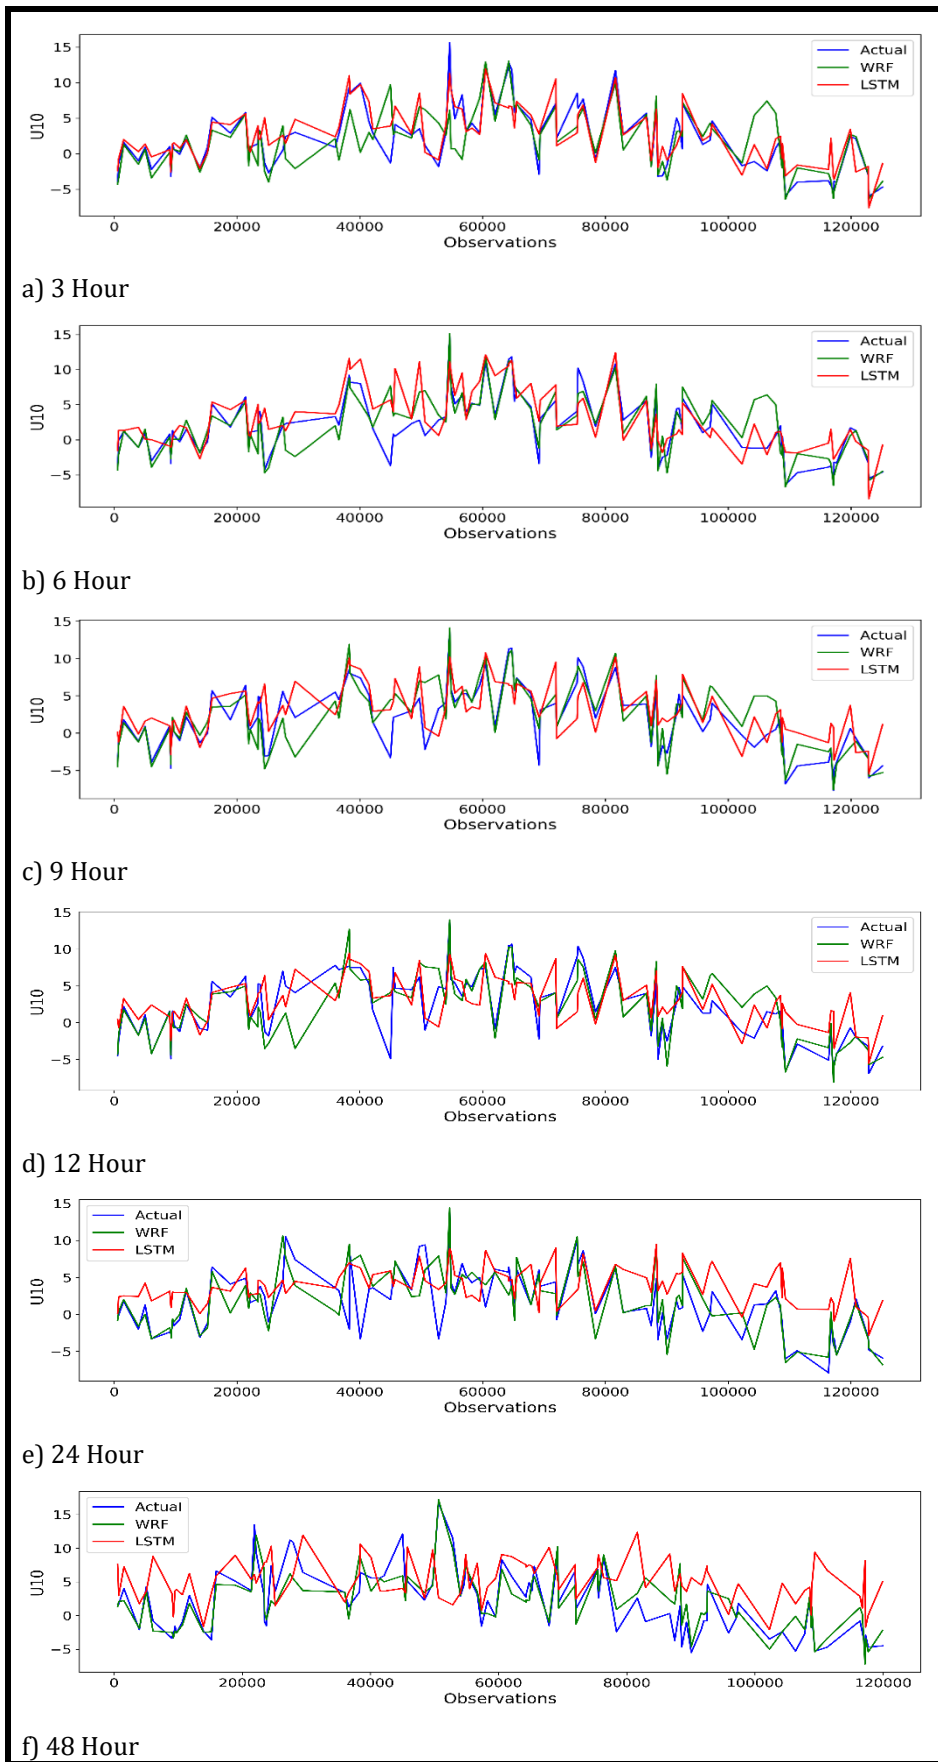 15
10
5
0
−5
U10
Actual
WRF
LSTM
0 20000 40000 60000 80000 100000 120000
Observations
a) 3 Hour
15
10
5
0
−5
U10
Actual
WRF
LSTM
0 20000 40000 60000 80000 100000 120000
Observations
b) 6 Hour
15
10
5
0
−5
U10
Actual
WRF
LSTM
0 20000 40000 60000 80000 100000 120000
Observations
c) 9 Hour
15
10
5
0
−5
U10
Actual
WRF
LSTM
0 20000 40000 60000 80000 100000 120000
Observations
d) 12 Hour
15
10
5
0
−5
U10
Actual
WRF
LSTM
0 20000 40000 60000 80000 100000 120000
Observations
e) 24 Hour
15
10
5
0
−5
U10
Actual
WRF
LSTM
0 20000 40000 60000 80000 100000 120000
Observations
f) 48 Hour